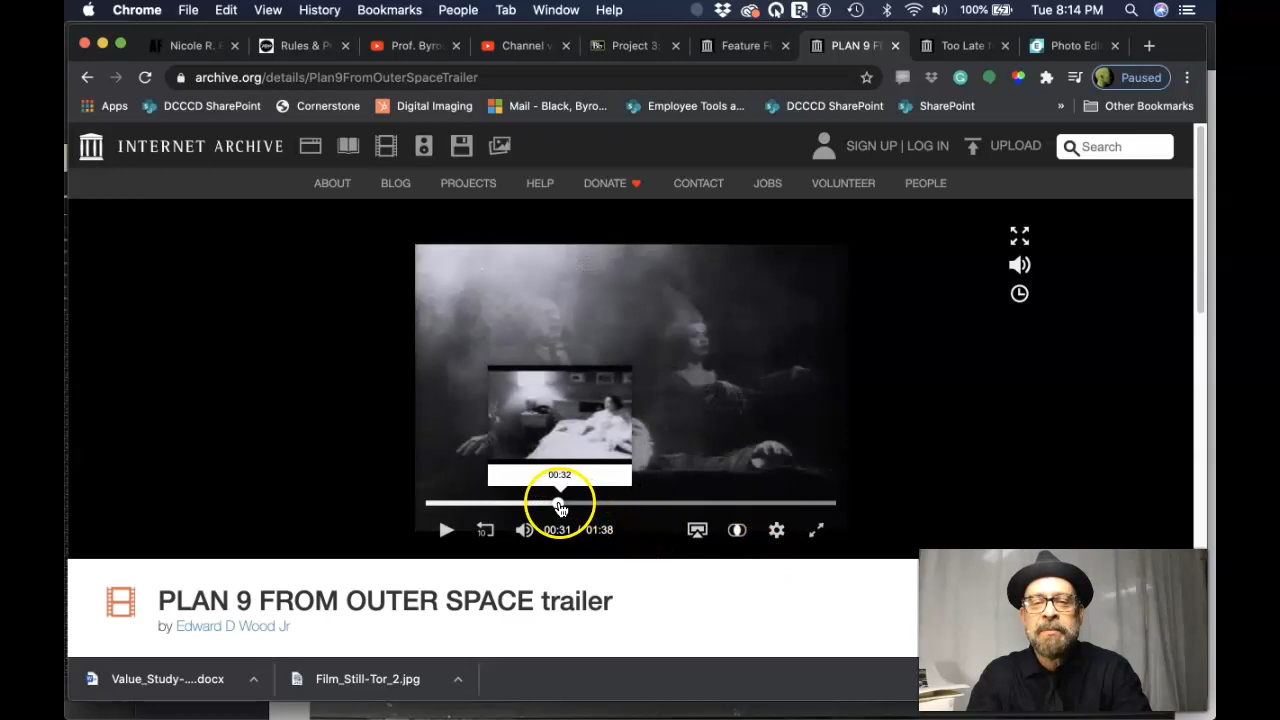 Chrome File Edit View History Bookmarks People Tab Window Help 100% Tue 8:14 PM
Nicole R. E Rules & P Prof. Byro Channel v Project 3: Feature Fi PLAN 9 F Too Late f Photo Edi
archive.org/details/Plan9FromOuterSpaceTrailer Paused
Apps DCCCD SharePoint Cornerstone Digital Imaging Mail - Black, Byro... Employee Tools a... DCCCD SharePoint SharePoint » Other Bookmarks
INTERNET ARCHIVE SIGN UP | LOG IN UPLOAD Search
ABOUT BLOG PROJECTS HELP DONATE CONTACT JOBS VOLUNTEER PEOPLE
00:32
10 00:31 / 01:38
PLAN 9 FROM OUTER SPACE trailer
by Edward D Wood Jr
Value_Study-....docx Film_Still-Tor_2.jpg